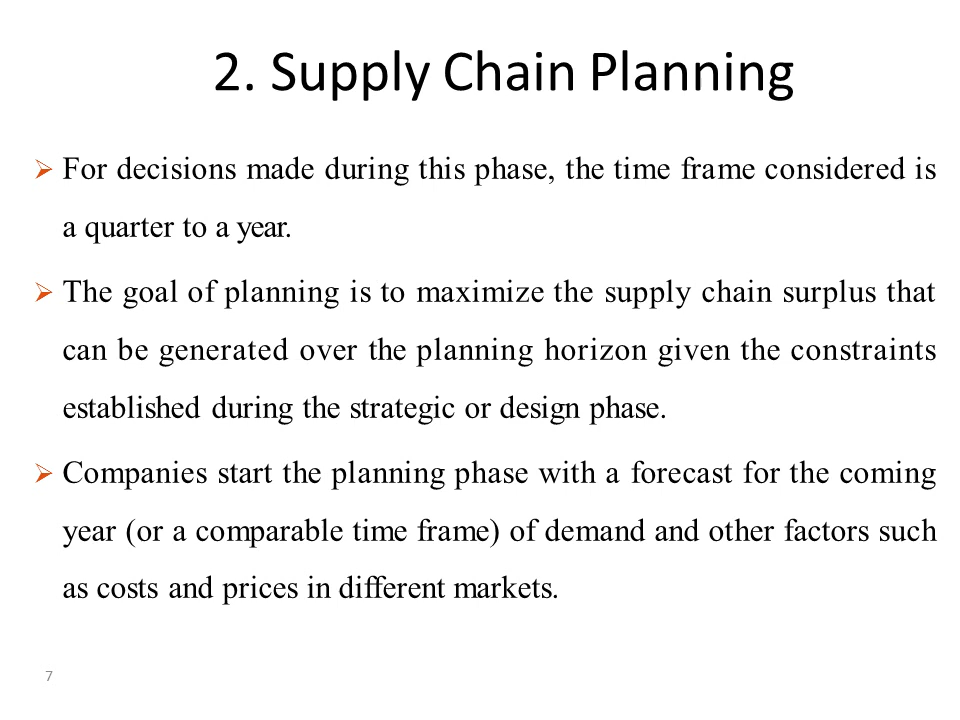 2. Supply Chain Planning
For decisions made during this phase, the time frame considered is
a quarter to a year.
The goal of planning is to maximize the supply chain surplus that
can be generated over the planning horizon given the constraints
established during the strategic or design phase.
Companies start the planning phase with a forecast for the coming
year (or a comparable time frame) of demand and other factors such
as costs and prices in different markets.
7